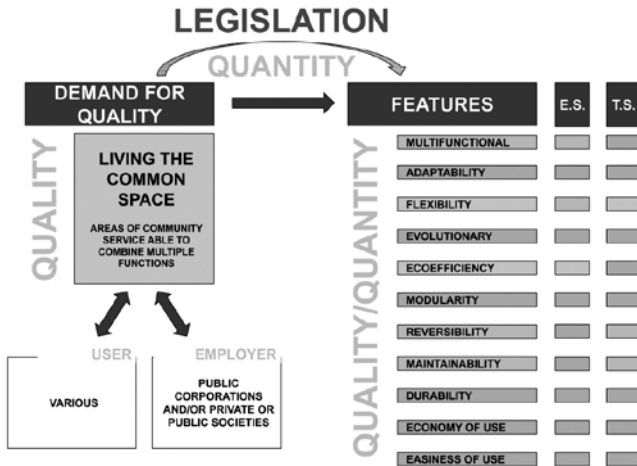 LEGISLATION
QUANTITY
DEMAND FOR
QUALITY
QUALITY
LIVING THE
COMMON
SPACE
AREAS OF COMMUNITY
SERVICE ABLE TO
COMBINE MULTIPLE
FUNCTIONS
USER
VARIOUS
EMPLOYER
PUBLIC
CORPORATIONS
AND/OR PRIVATE OR
PUBLIC SOCIETIES
QUALITY/QUANTITY
FEATURES
E.S.
T.S.
MULTIFUNCTIONAL
ADAPTABILITY
FLEXIBILITY
EVOLUTIONARY
ECOEFFICIENCY
MODULARITY
REVERSIBILITY
MAINTAINABILITY
DURABILITY
ECONOMY OF USE
EASINESS OF USE